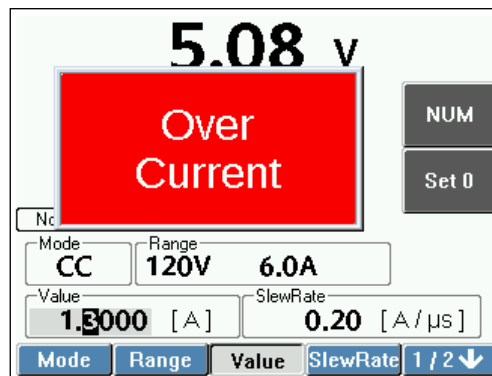 5.08 V
Over
Current
NUM
Set 0
Mode
CC
Range
120V 6.0A
Value
1.3000 [A]
SlewRate
0.20 [A/µs]
Mode Range Value SlewRate 1/2